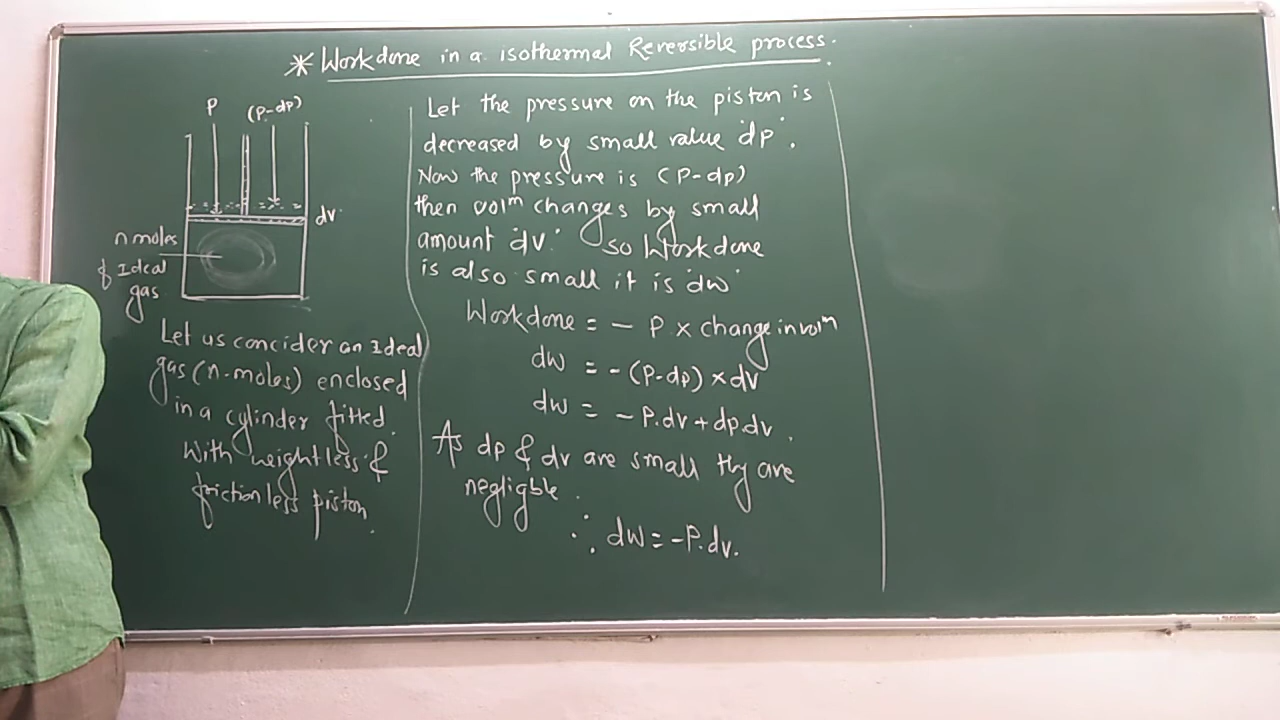 * Workdone in a isothermal Reversible process.
P
(P-dp)
dv.
n moles
of Ideal
gas
Let us concider an Ideal
gas (n-moles) enclosed
in a cylinder fitted.
With weightless &
frictionless piston.
Let the pressure on the piston is
decreased by small value 'dp'.
Now the pressure is (P-dp)
then volm changes by small
amount 'dv.' so Workdone
is also small it is 'dw'
Workdone = - P x change in volm
dw = -(P-dp) x dv
dw = - P.dv + dp.dv.
As dp & dv are small thy are
negligble.
∴ dw = -P.dv.